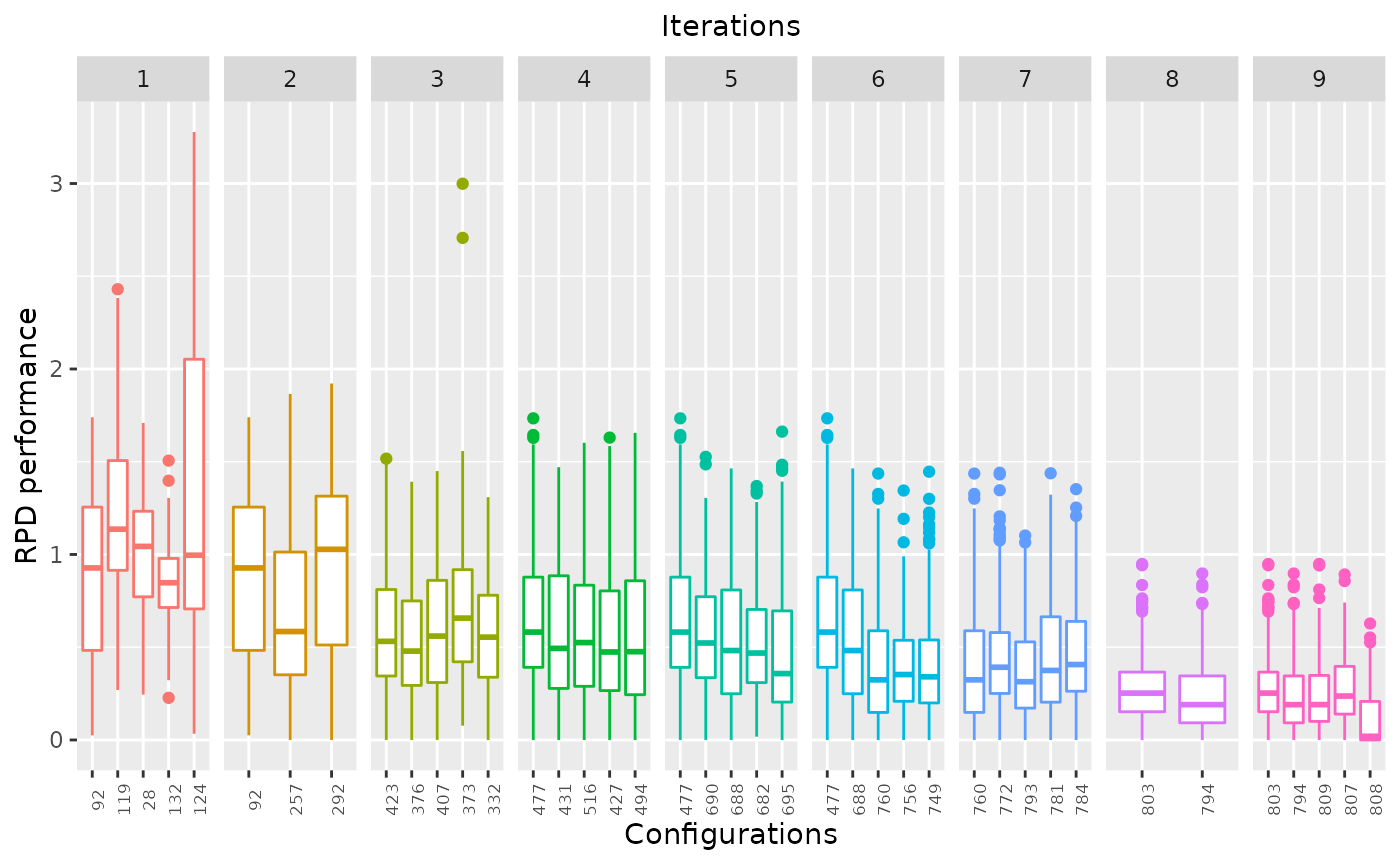 Iterations
1 2 3 4 5 6 7 8 9
RPD performance
3
2
1
0
92 119 28 132 124 92 257 292 423 376 407 373 332 477 431 516 427 494 477 690 688 682 695 477 688 760 756 749 760 772 793 781 784 803 794 803 794 809 807 808
Configurations